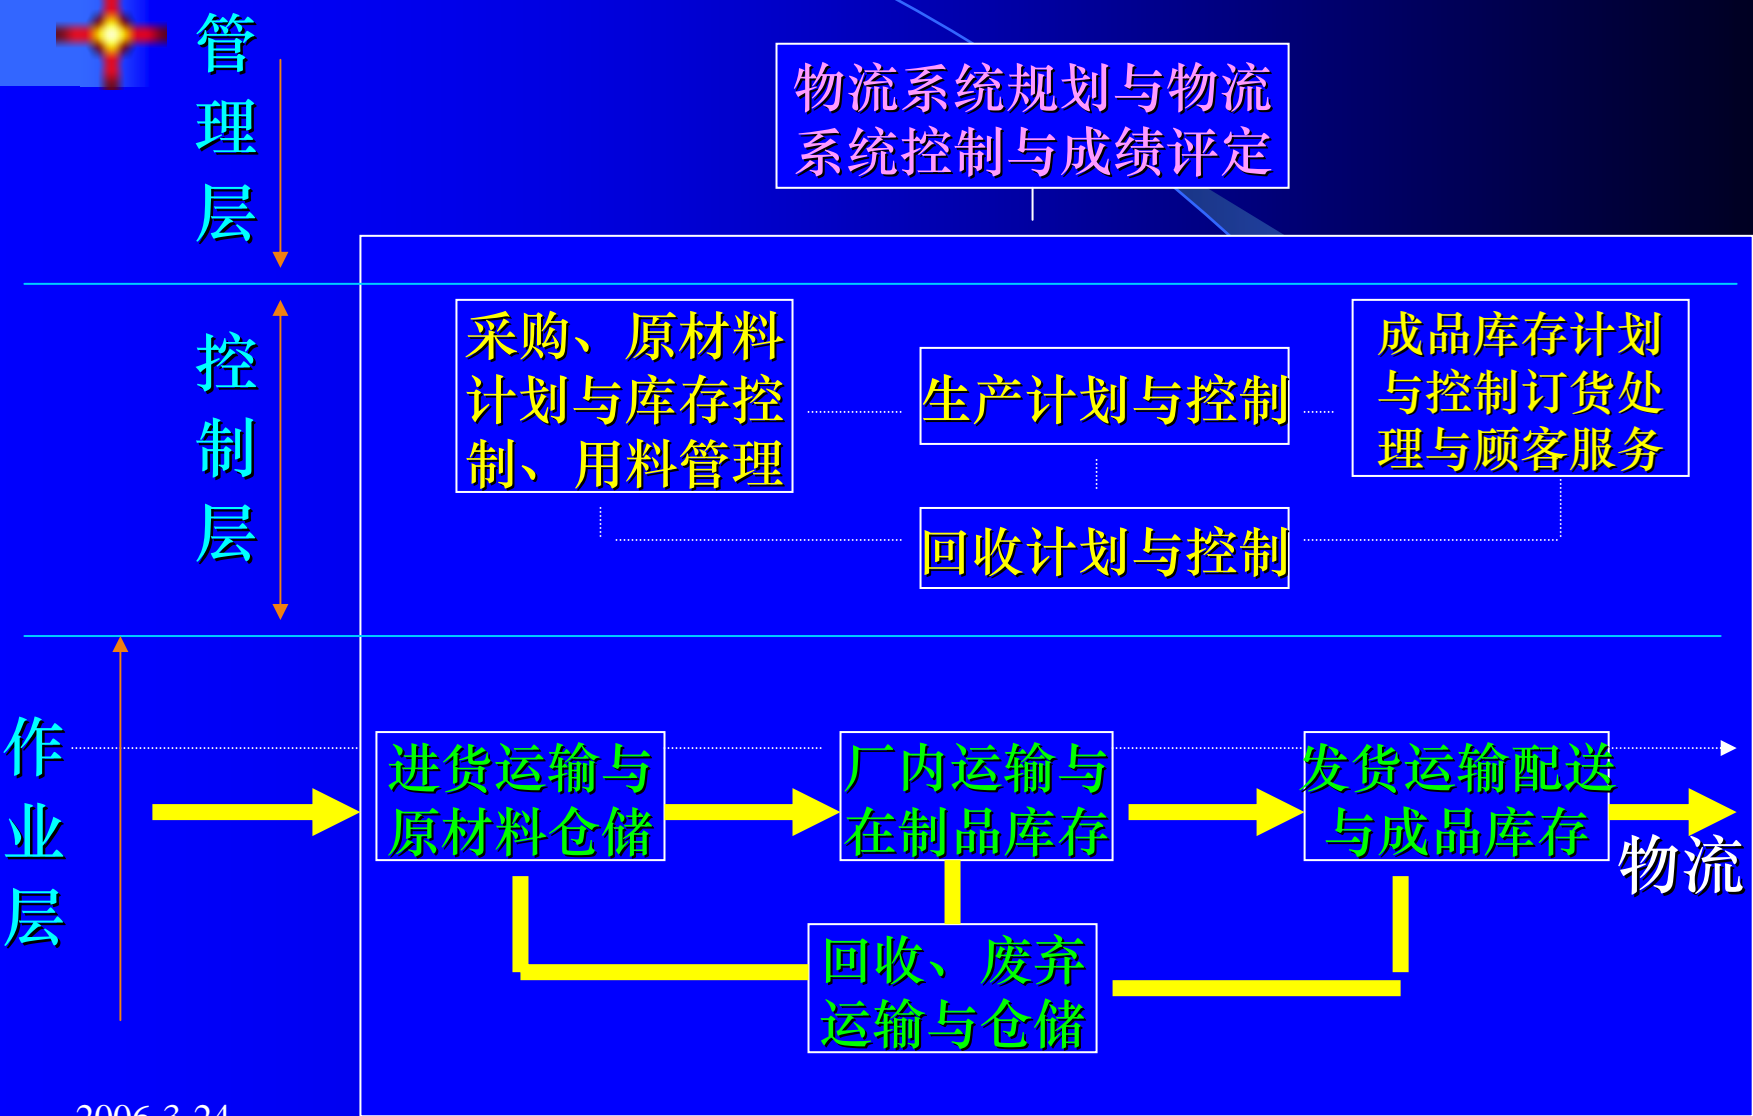 管
理
层
物流系统规划与物流
系统控制与成绩评定
控
制
层
采购、原材料
计划与库存控
制、用料管理
生产计划与控制
成品库存计划
与控制订货处
理与顾客服务
回收计划与控制
作
业
层
进货运输与
原材料仓储
厂内运输与
在制品库存
发货运输配送
与成品库存
物流
回收、废弃
运输与仓储
2006-3-24